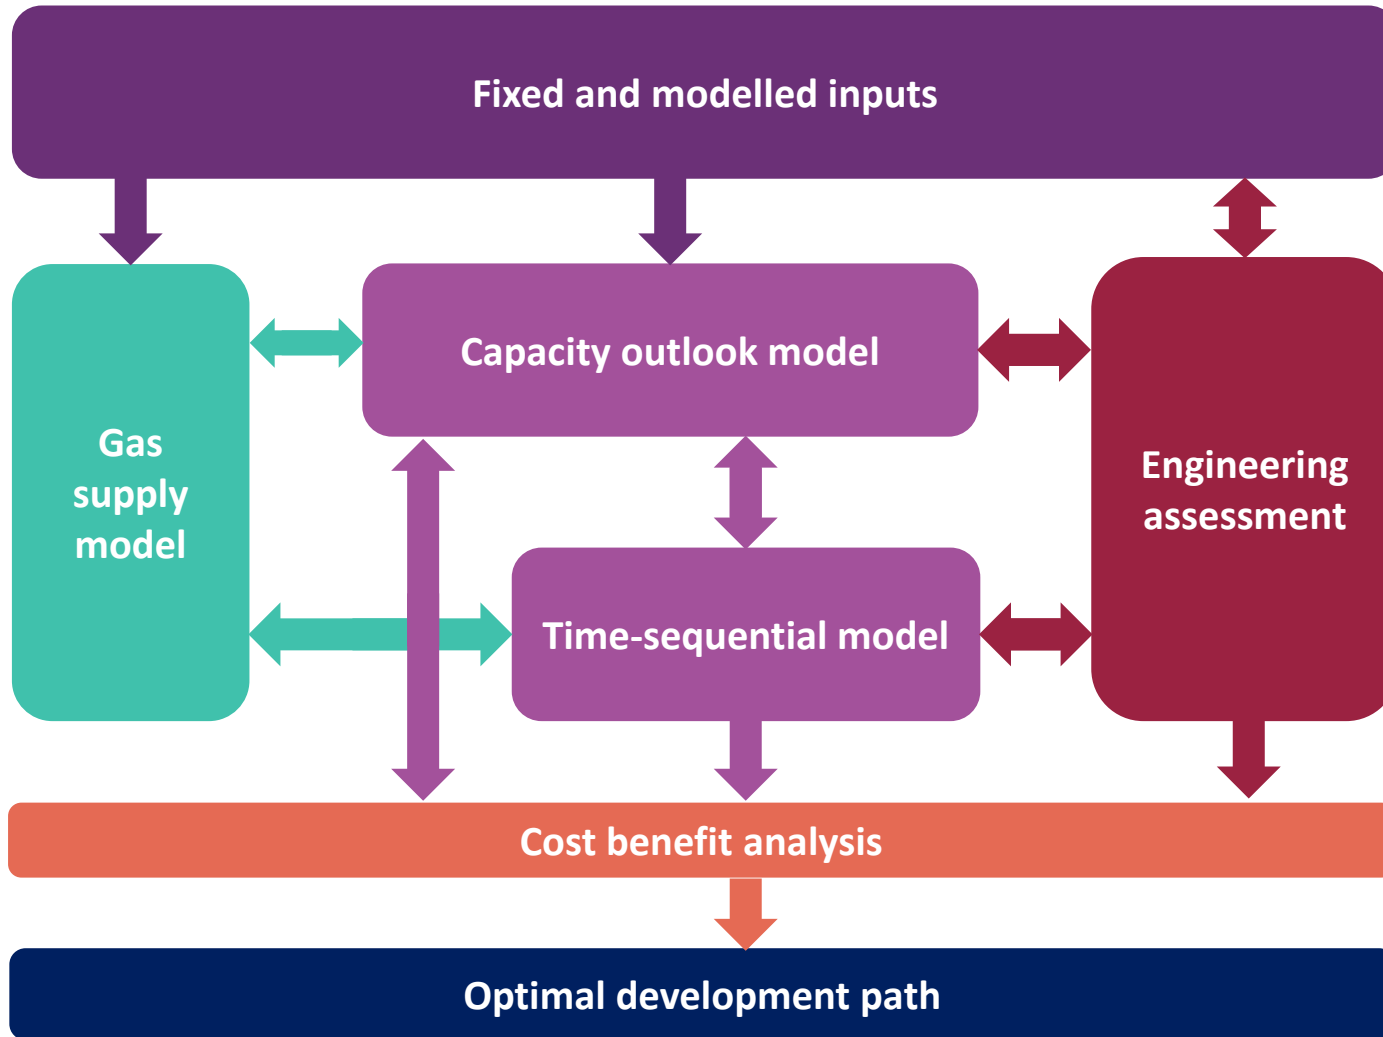 Fixed and modelled inputs
Capacity outlook model
Gas
supply
model
Engineering
assessment
Time-sequential model
Cost benefit analysis
Optimal development path